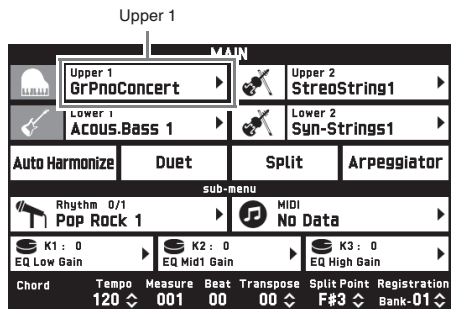 Upper 1
MAIN
Upper 1
GrPnoConcert
Upper 2
StreoString1
Lower 1
Acous.Bass 1
Lower 2
Syn-Strings1
Auto Harmonize Duet Split Arpeggiator
sub-menu
Rhythm 0/1
Pop Rock 1
MIDI
No Data
K1 : 0
EQ Low Gain
K2 : 0
EQ Mid1 Gain
K3 : 0
EQ High Gain
Chord Tempo Measure Beat Transpose Split Point Registration
120 001 00 00 F#3 Bank-01